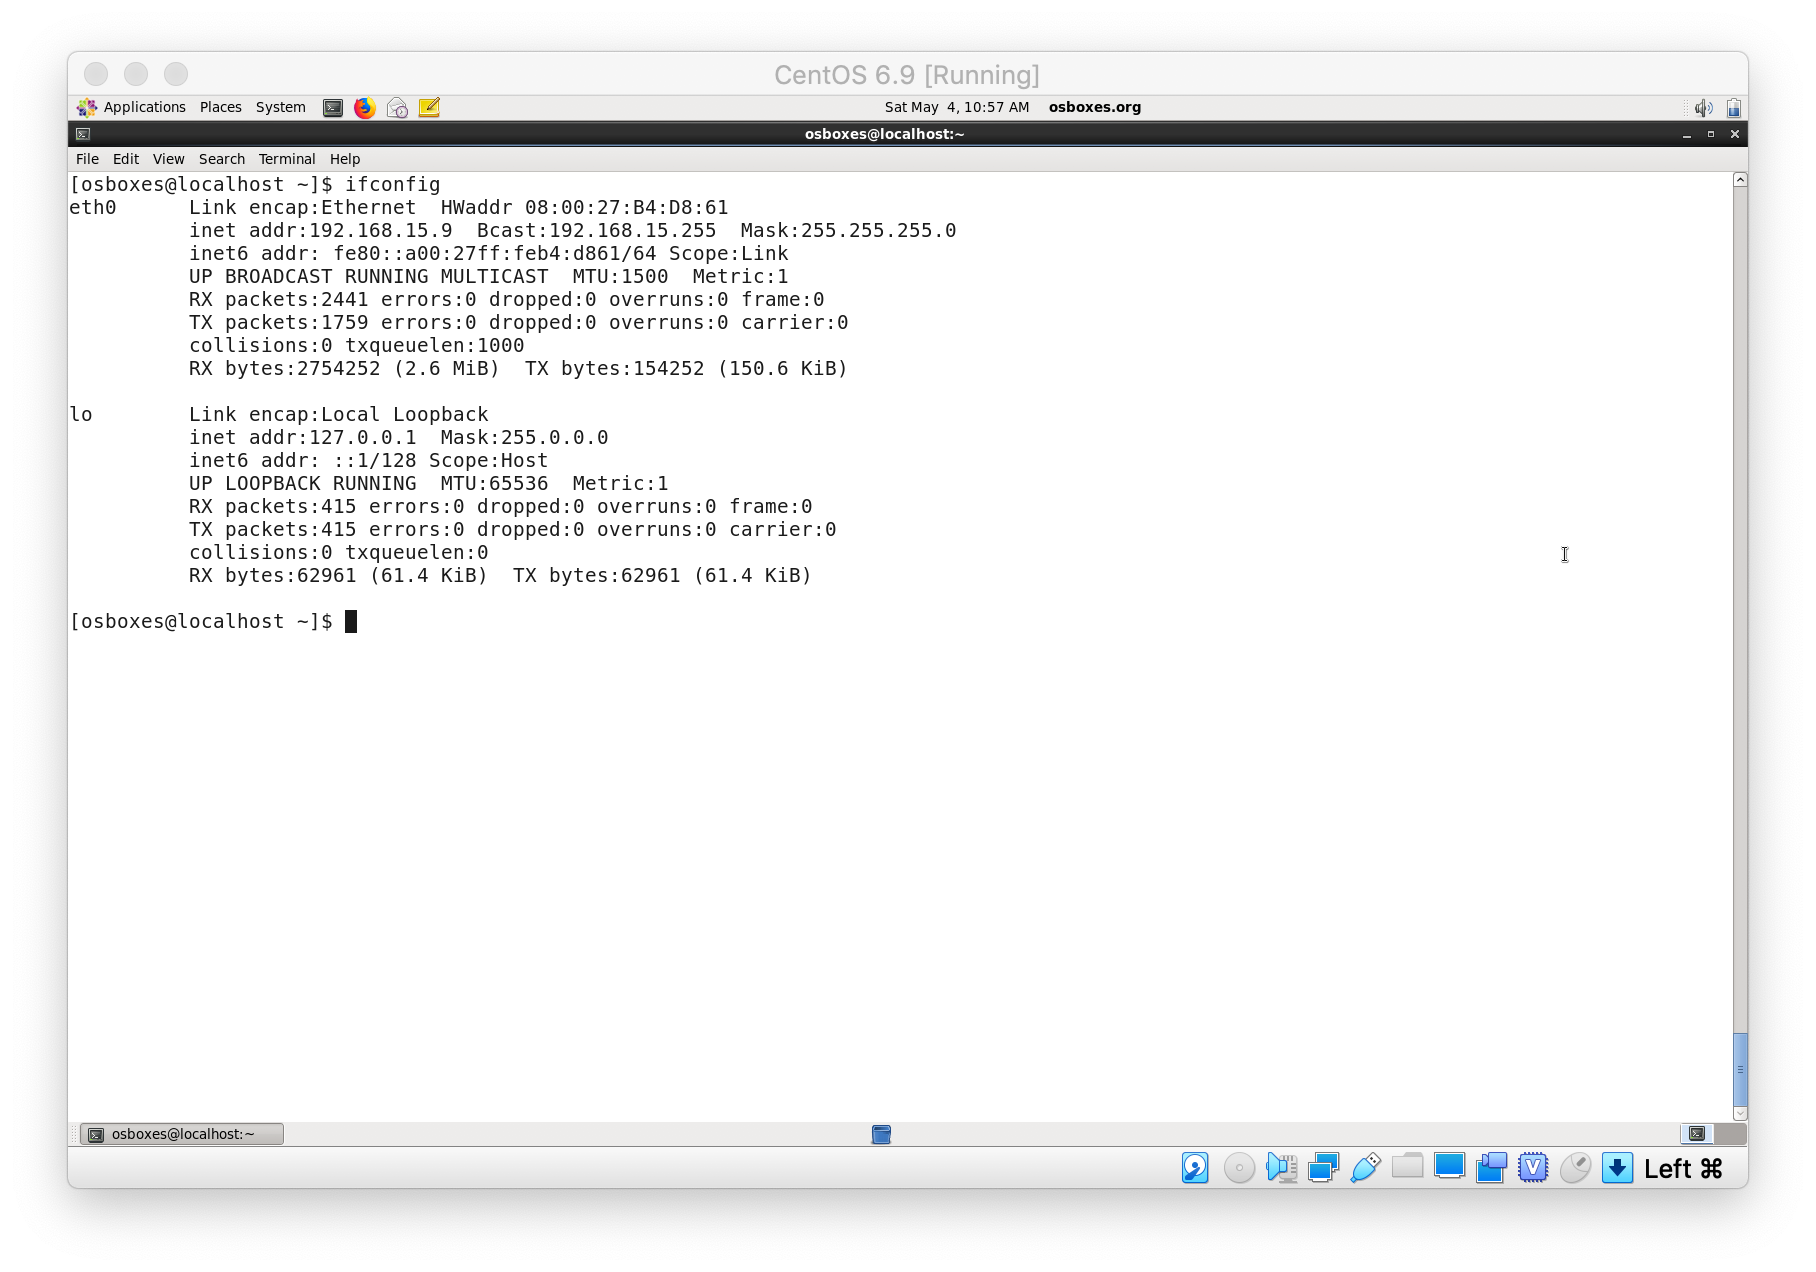 CentOS 6.9 [Running]
Applications Places System Sat May 4, 10:57 AM osboxes.org
osboxes@localhost:~
File Edit View Search Terminal Help
[osboxes@localhost ~]$ ifconfig
eth0      Link encap:Ethernet  HWaddr 08:00:27:B4:D8:61
          inet addr:192.168.15.9  Bcast:192.168.15.255  Mask:255.255.255.0
          inet6 addr: fe80::a00:27ff:feb4:d861/64 Scope:Link
          UP BROADCAST RUNNING MULTICAST  MTU:1500  Metric:1
          RX packets:2441 errors:0 dropped:0 overruns:0 frame:0
          TX packets:1759 errors:0 dropped:0 overruns:0 carrier:0
          collisions:0 txqueuelen:1000
          RX bytes:2754252 (2.6 MiB)  TX bytes:154252 (150.6 KiB)
lo        Link encap:Local Loopback
          inet addr:127.0.0.1  Mask:255.0.0.0
          inet6 addr: ::1/128 Scope:Host
          UP LOOPBACK RUNNING  MTU:65536  Metric:1
          RX packets:415 errors:0 dropped:0 overruns:0 frame:0
          TX packets:415 errors:0 dropped:0 overruns:0 carrier:0
          collisions:0 txqueuelen:0
          RX bytes:62961 (61.4 KiB)  TX bytes:62961 (61.4 KiB)
[osboxes@localhost ~]$
osboxes@localhost:~
V Left ⌘